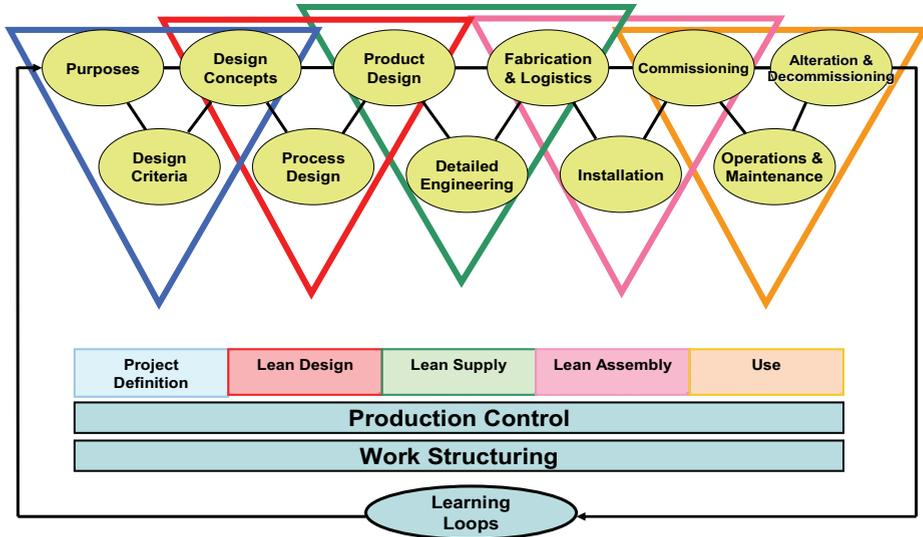 Purposes
Design
Concepts
Product
Design
Fabrication
& Logistics
Commissioning
Alteration &
Decommissioning
Design
Criteria
Process
Design
Detailed
Engineering
Installation
Operations &
Maintenance
Project
Definition
Lean Design
Lean Supply
Lean Assembly
Use
Production Control
Work Structuring
Learning
Loops